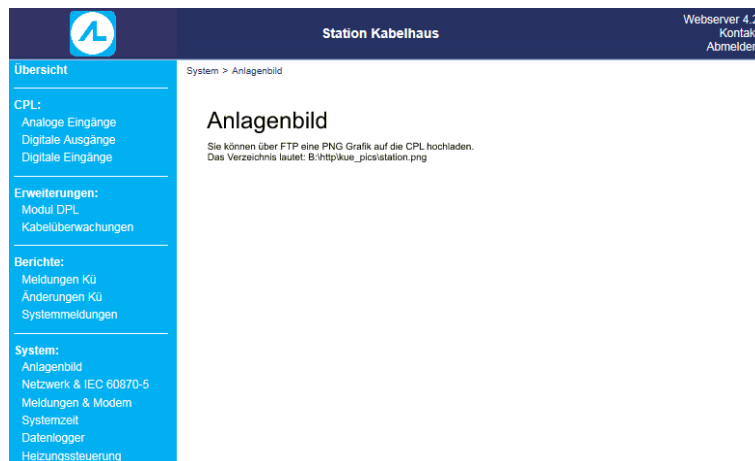 Station Kabelhaus
Webserver 4.2
Kontak
Abmelden
Übersicht
System > Anlagenbild
CPL:
Analoge Eingänge
Digitale Ausgänge
Digitale Eingänge
Anlagenbild
Sie können über FTP eine PNG Grafik auf die CPL hochladen.
Das Verzeichnis lautet: B:\http\kue_pics\station.png
Erweiterungen:
Modul DPL
Kabelüberwachungen
Berichte:
Meldungen Kü
Änderungen Kü
Systemmeldungen
System:
Anlagenbild
Netzwerk & IEC 60870-5
Meldungen & Modem
Systemzeit
Datenlogger
Heizungssteuerung